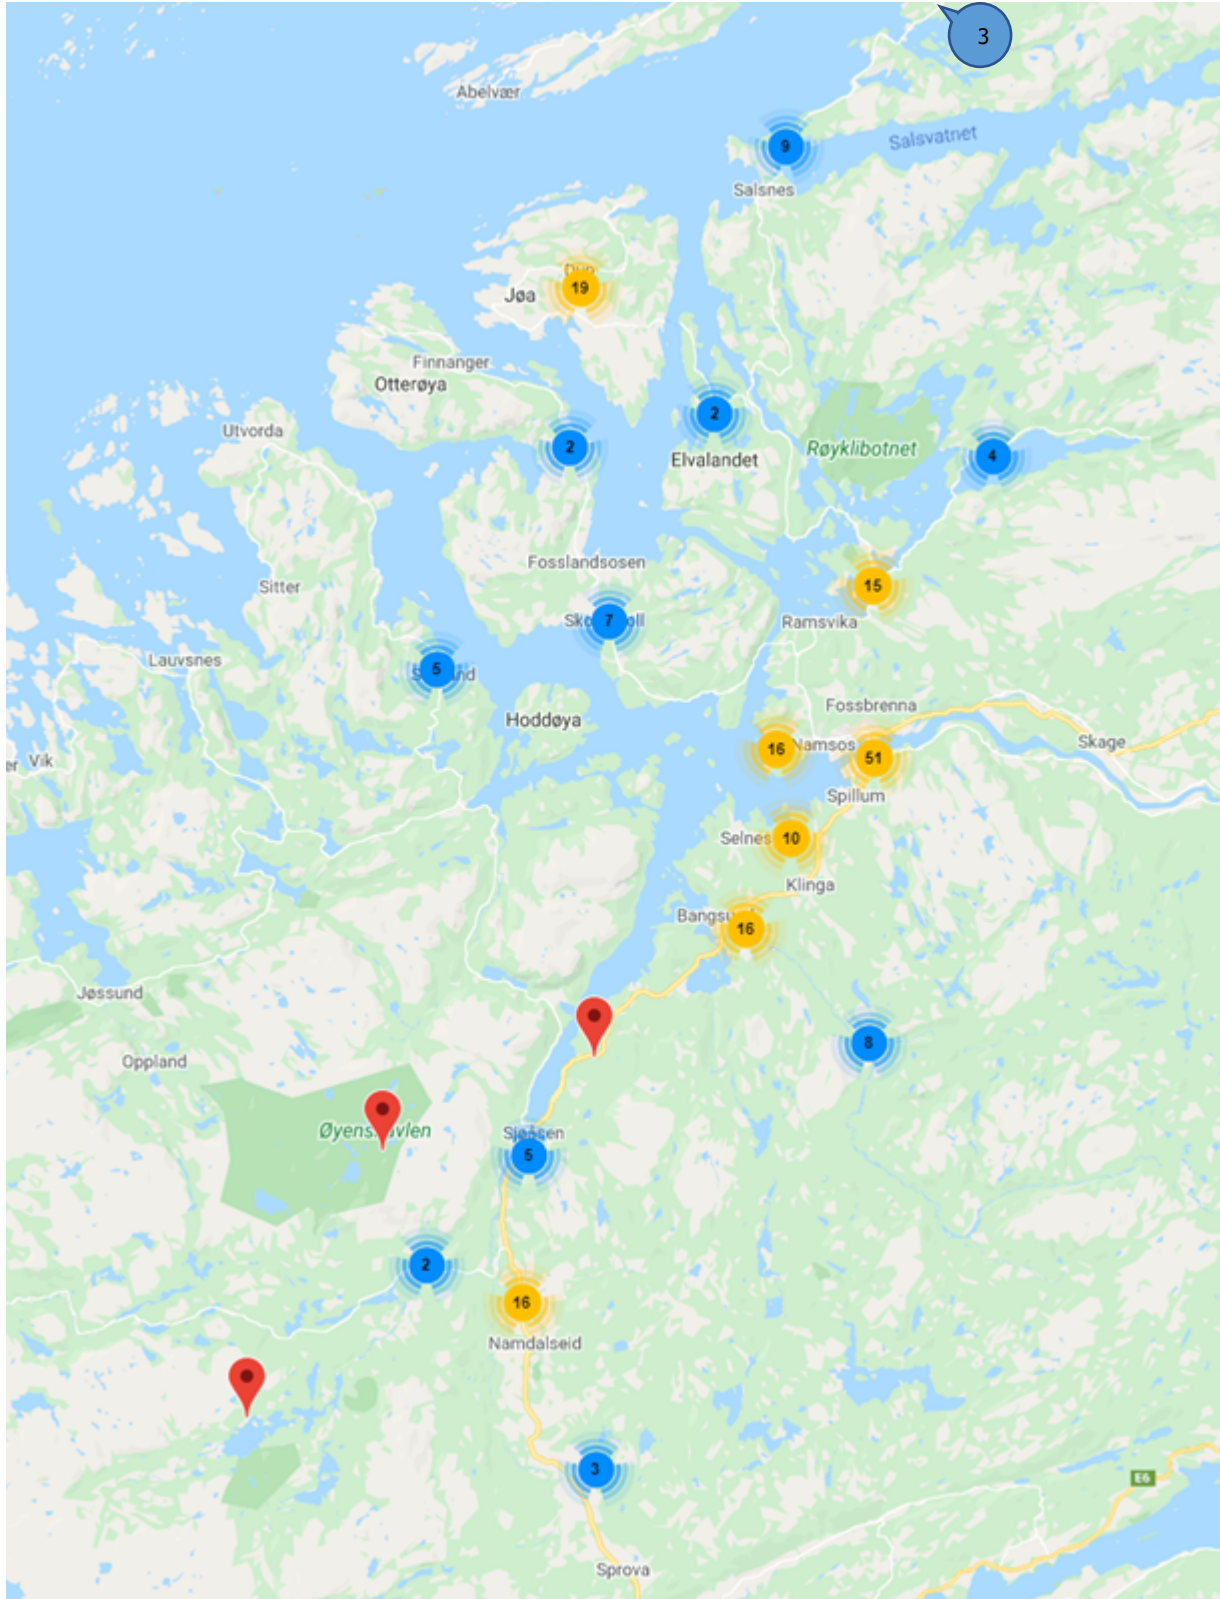 3
Abelvær
9
Salsvatnet
Salsnes
19
Jøa
Finnanger
Otterøya
2
Utvorda
2
Elvalandet
Røyklibotnet
4
Fosslandsosen
Sitter
15
7
Ramsvika
Lauvsnes
5
Fossbrenna
Hoddøya
16
Namsos
51
Skage
Vik
Spillum
Selnes
10
Klinga
16
Jøssund
8
Oppland
Sjøåsen
5
2
16
Namdalseid
3
E6
Sprova